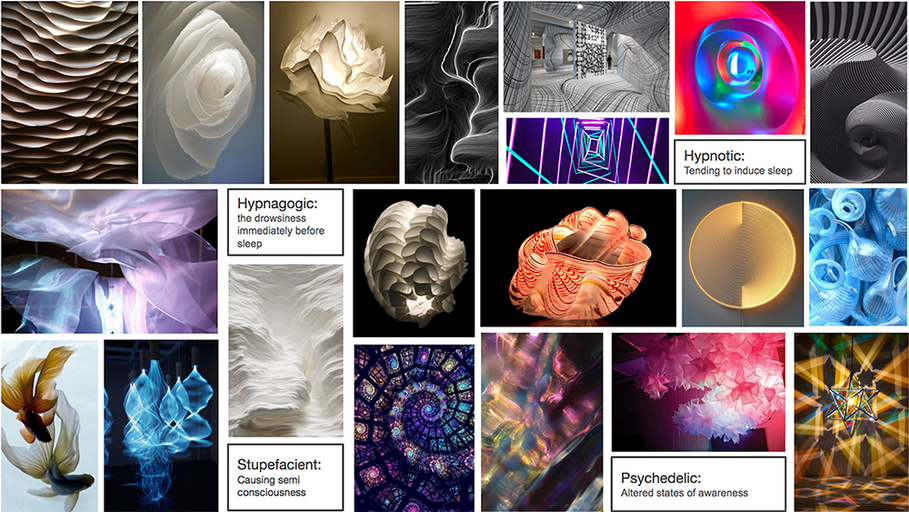 Hypnotic:
Tending to induce sleep
Hypnagogic:
the drowsiness
immediately before
sleep
Stupefacient:
Causing semi
consciousness
Psychedelic:
Altered states of awareness